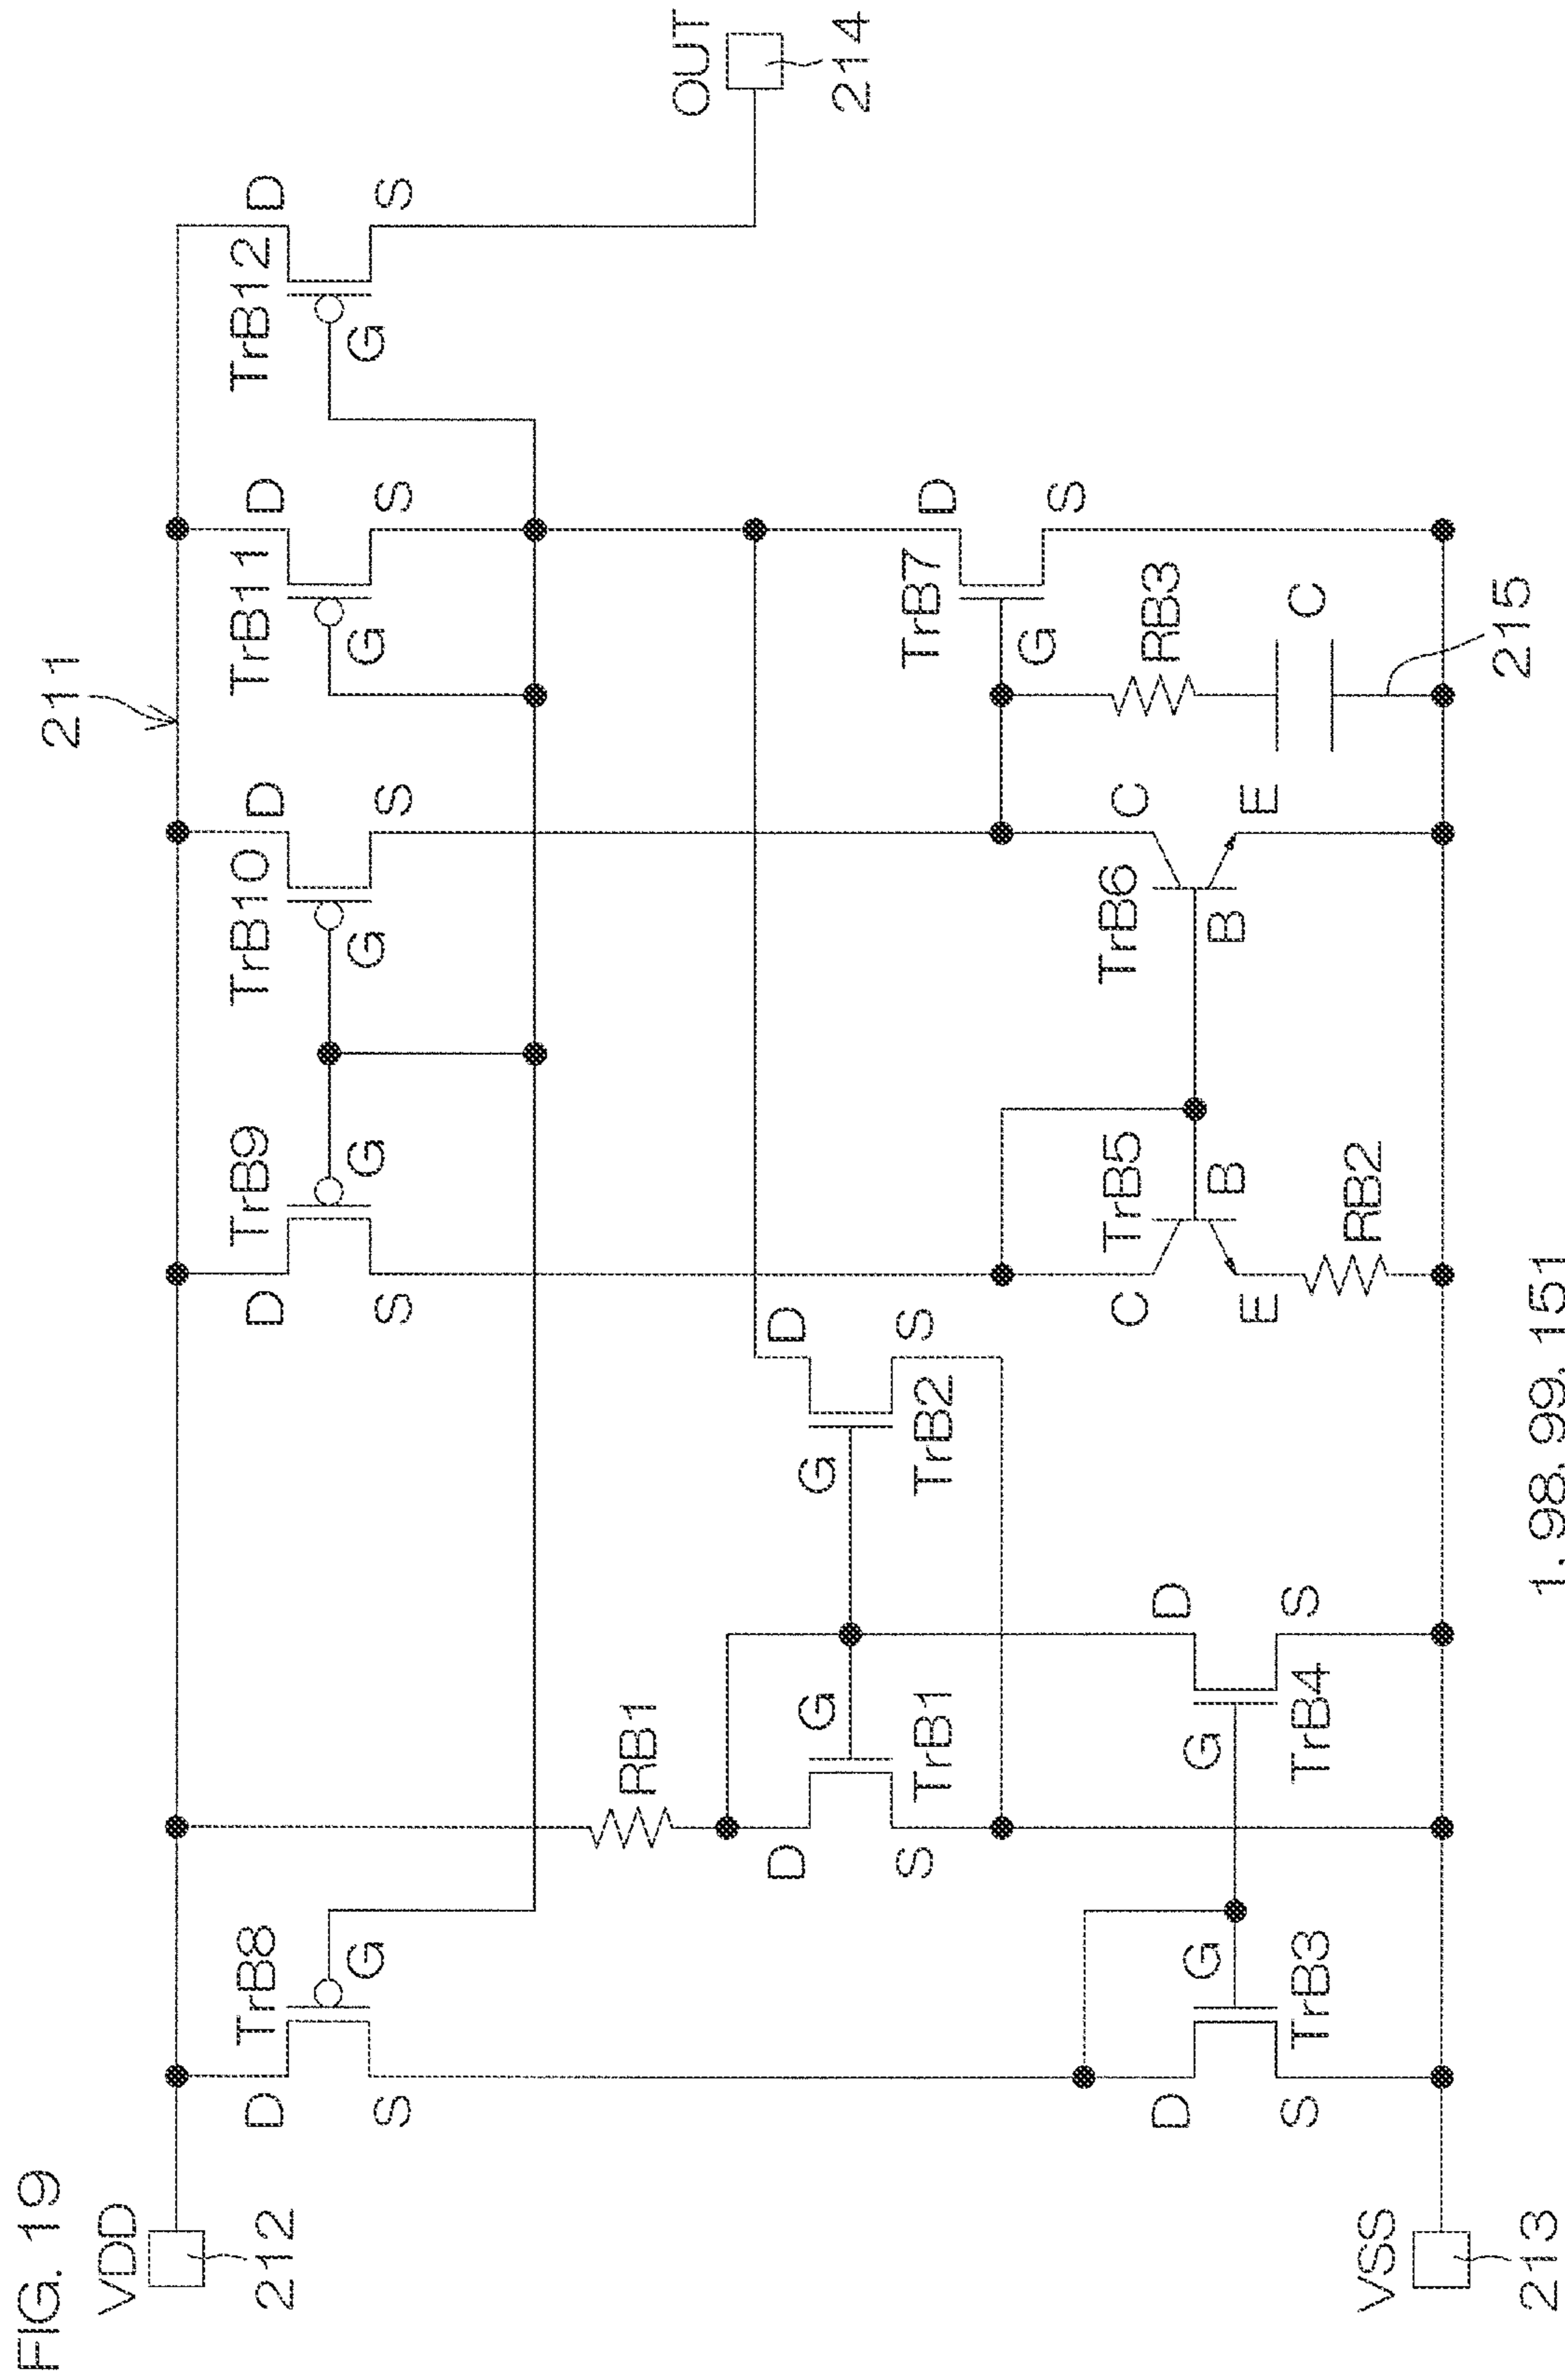 FIG. 19
211
VDD
212
TrB8
D
G
S
TrB9
D
G
S
TrB10
D
G
S
TrB11
D
G
S
TrB12
D
G
S
OUT
214
RB1
D
G
S
TrB1
D
G
S
TrB2
TrB7
D
G
S
RB3
C
215
TrB5
C
B
E
RB2
TrB6
C
B
E
D
G
S
TrB3
D
G
S
TrB4
VSS
213
1, 98, 99, 151